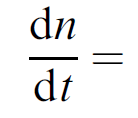 dn
dt =